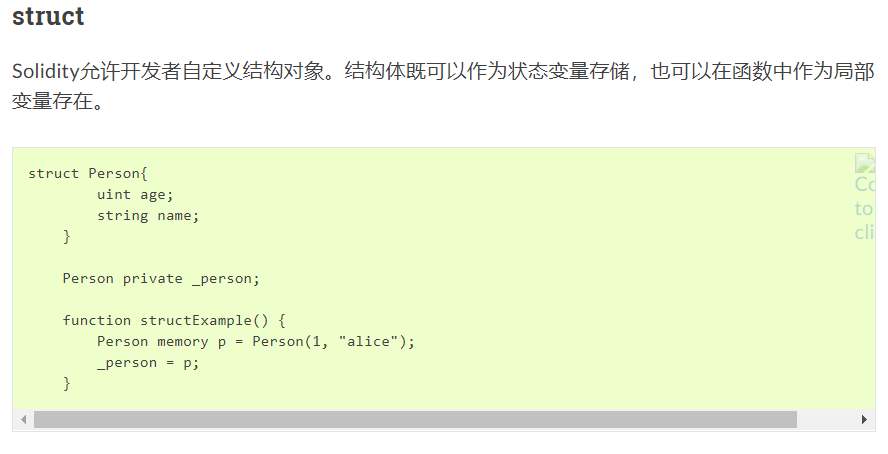 struct
Solidity允许开发者自定义结构对象。结构体既可以作为状态变量存储，也可以在函数中作为局部
变量存在。
struct Person{
        uint age;
        string name;
    }

    Person private _person;

    function structExample() {
        Person memory p = Person(1, "alice");
        _person = p;
    }
to
cli